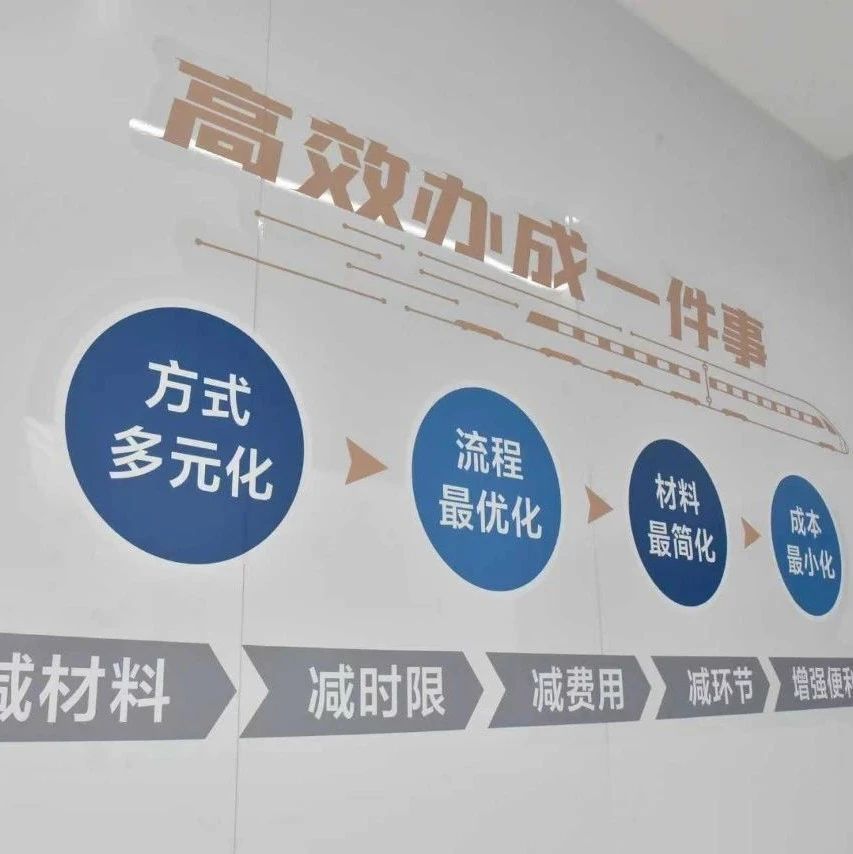 高效办成一件事
方式
多元化
流程
最优化
材料
最简化
成本
最小化
减材料
减时限
减费用
减环节
增强便利